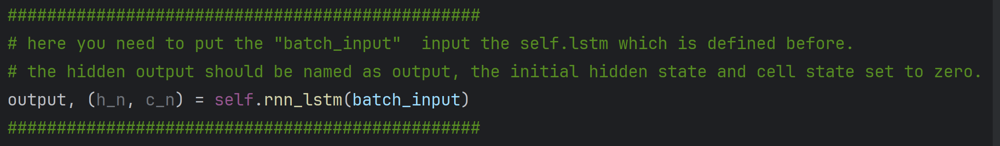 ################################################
# here you need to put the "batch_input"  input the self.lstm which is defined before.
# the hidden output should be named as output, the initial hidden state and cell state set to zero.
output, (h_n, c_n) = self.rnn_lstm(batch_input)
################################################